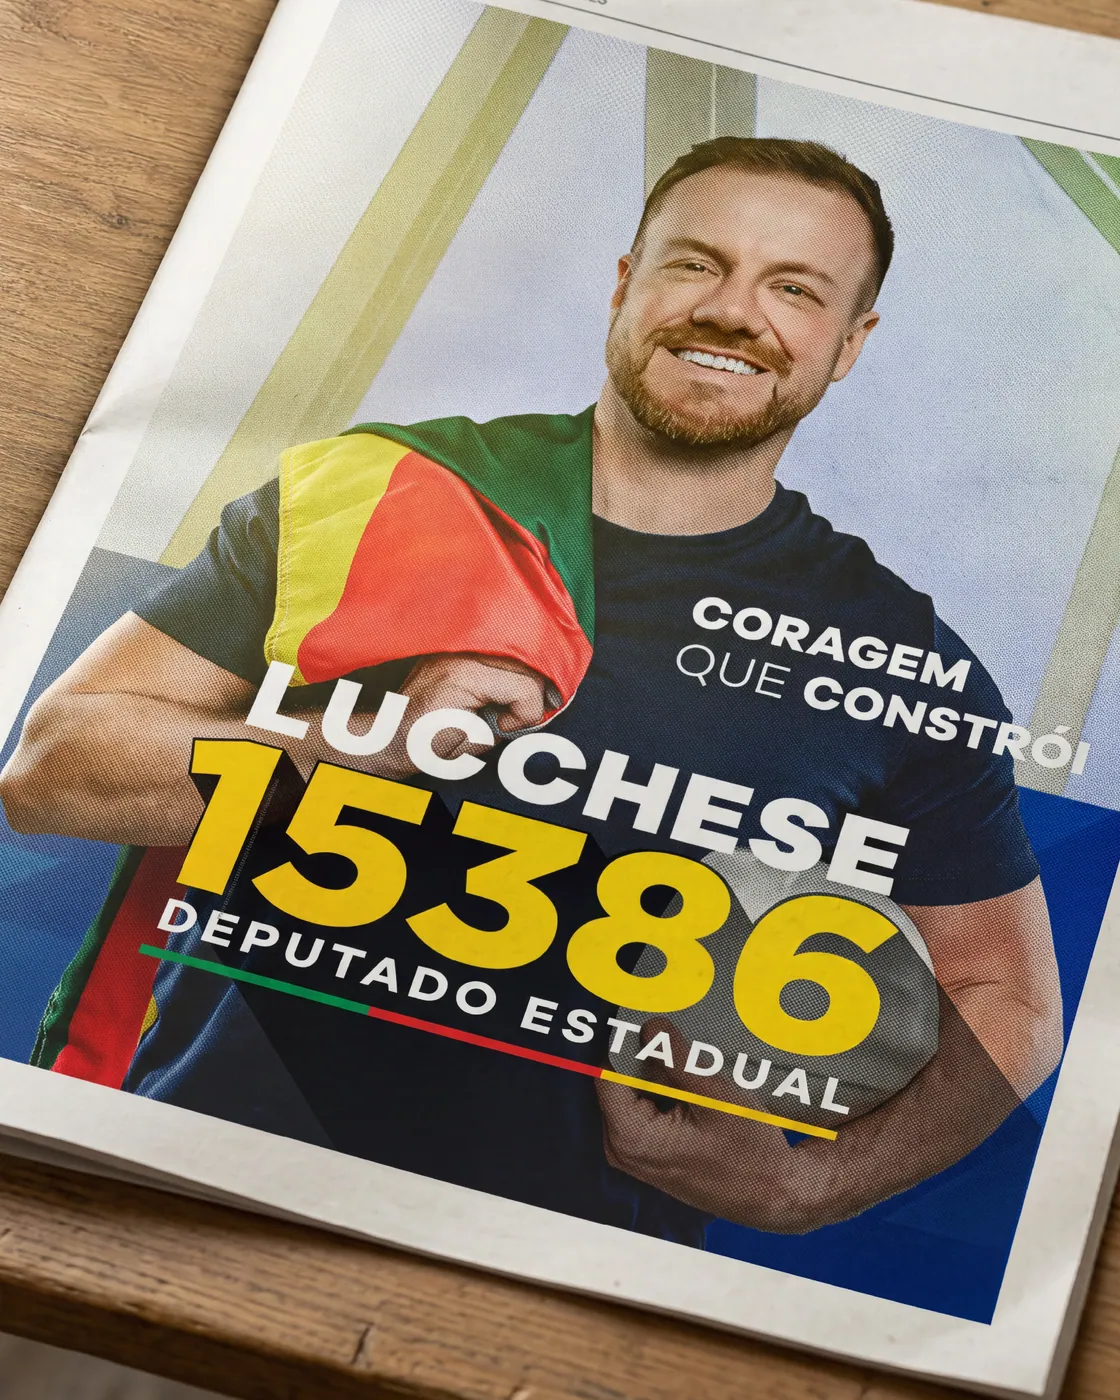 CORAGEM
QUE CONSTRÓI
LUCCHESE
15386
DEPUTADO ESTADUAL